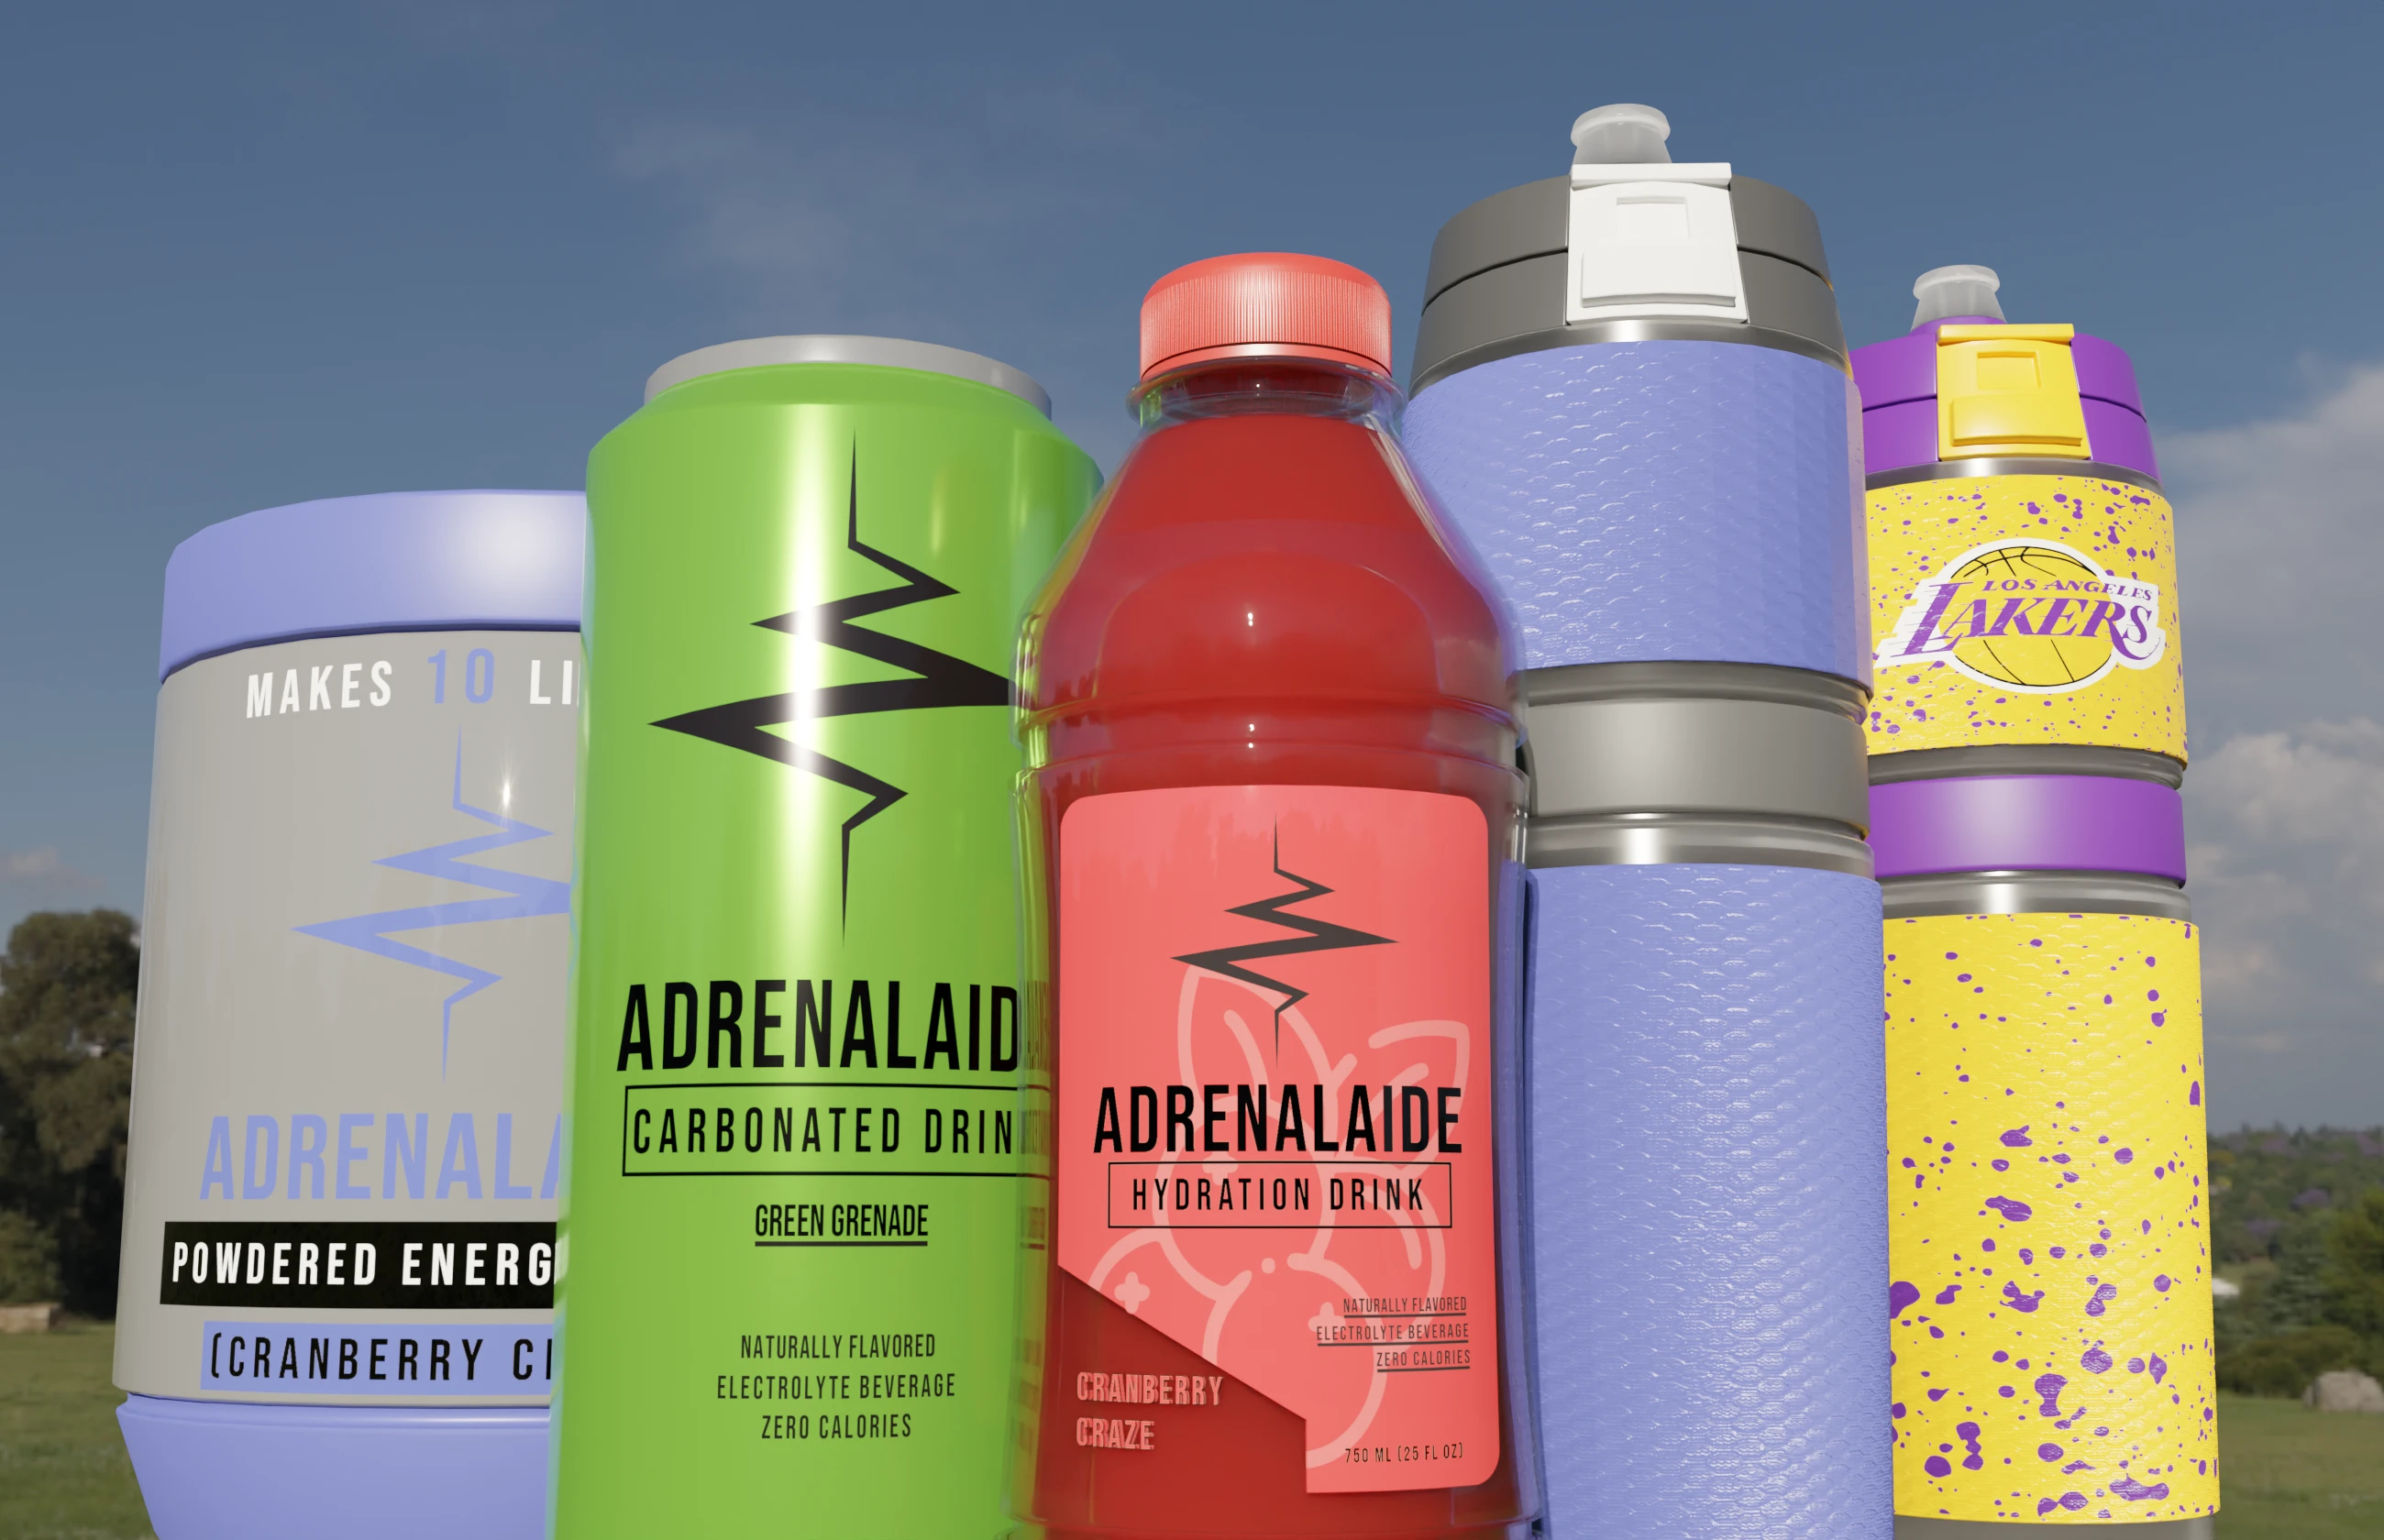 MAKES 10 LI
ADRENALA
POWDERED ENERG
(CRANBERRY C
ADRENALAID
CARBONATED DRIN
GREEN GRENADE
NATURALLY FLAVORED
ELECTROLYTE BEVERAGE
ZERO CALORIES
ADRENALAIDE
HYDRATION DRINK
NATURALLY FLAVORED
ELECTROLYTE BEVERAGE
ZERO CALORIES
CRANBERRY
CRAZE
750 ML (25 FL OZ)
LOS ANGELES
LAKERS